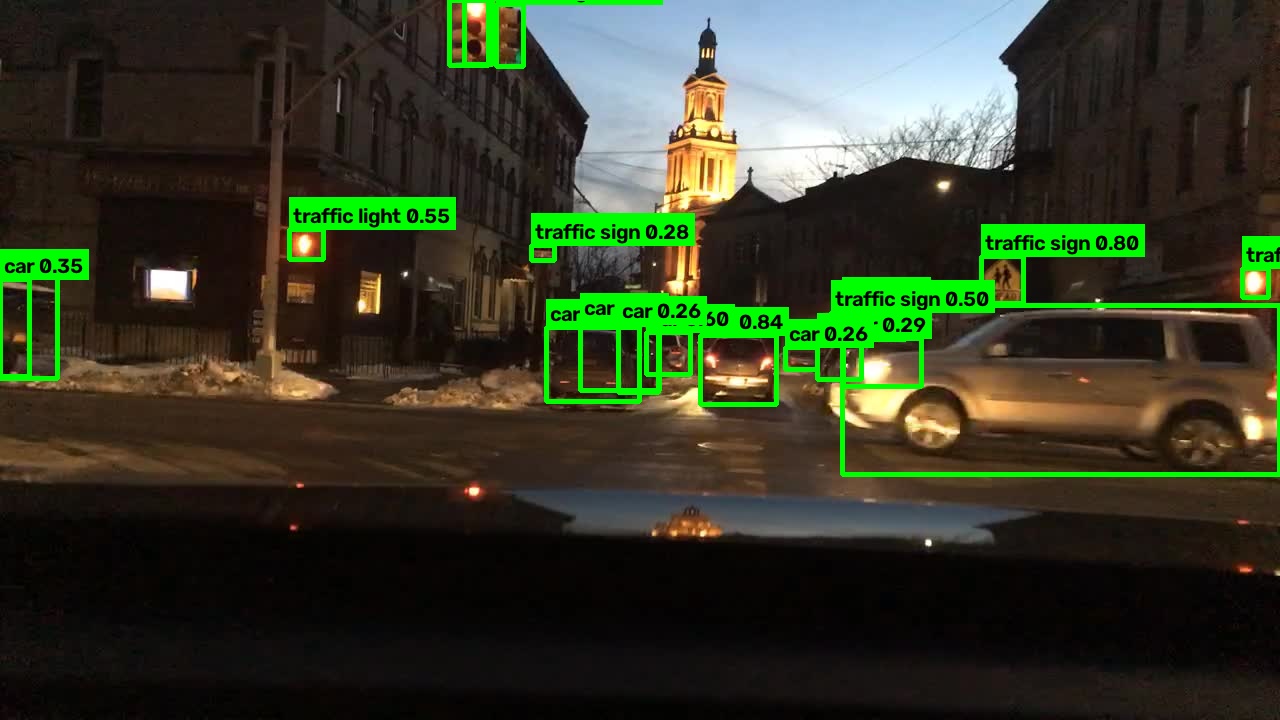 traffic light 0.55
traffic sign 0.28
traffic sign 0.80
traf
car 0.35
traffic sign 0.50
car
car
car 0.26
.60
0.84
car 0.26
0.29